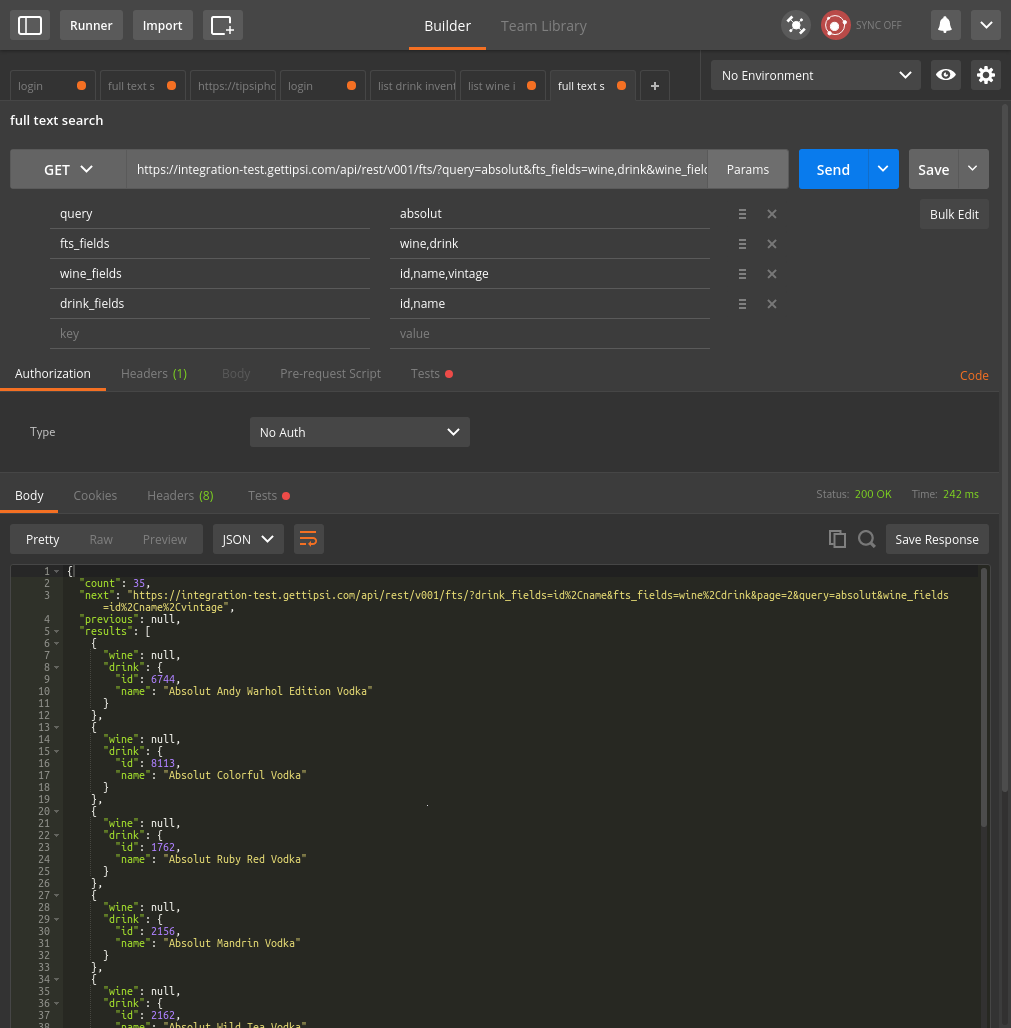 Runner Import Builder Team Library SYNC OFF
login full text s https://tipsipho login list drink invent list wine i full text s + No Environment
full text search
GET https://integration-test.gettipsi.com/api/rest/v001/fts/?query=absolut&fts_fields=wine,drink&wine_field Params Send Save
query absolut Bulk Edit
fts_fields wine,drink
wine_fields id,name,vintage
drink_fields id,name
key value
Authorization Headers (1) Body Pre-request Script Tests Code
Type No Auth
Body Cookies Headers (8) Tests Status: 200 OK Time: 242 ms
Pretty Raw Preview JSON Save Response
1 {
2 "count": 35,
3 "next": "https://integration-test.gettipsi.com/api/rest/v001/fts/?drink_fields=id%2Cname&fts_fields=wine%2Cdrink&page=2&query=absolut&wine_fields
=id%2Cname%2Cvintage",
4 "previous": null,
5 "results": [
6 {
7 "wine": null,
8 "drink": {
9 "id": 6744,
10 "name": "Absolut Andy Warhol Edition Vodka"
11 }
12 },
13 {
14 "wine": null,
15 "drink": {
16 "id": 8113,
17 "name": "Absolut Colorful Vodka"
18 }
19 },
20 {
21 "wine": null,
22 "drink": {
23 "id": 1762,
24 "name": "Absolut Ruby Red Vodka"
25 }
26 },
27 {
28 "wine": null,
29 "drink": {
30 "id": 2156,
31 "name": "Absolut Mandrin Vodka"
32 }
33 },
34 {
35 "wine": null,
36 "drink": {
37 "id": 2162,
38 "name": "Absolut Wild Tea Vodka"